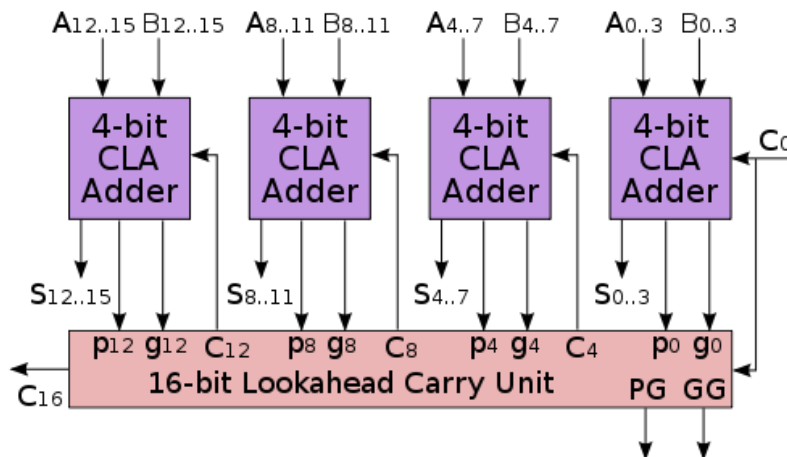 A12..15 B12..15 A8..11 B8..11 A4..7 B4..7 A0..3 B0..3
4-bit CLA Adder
4-bit CLA Adder
4-bit CLA Adder
4-bit CLA Adder
C0
S12..15 S8..11 S4..7 S0..3
p12 g12 C12 p8 g8 C8 p4 g4 C4 p0 g0
16-bit Lookahead Carry Unit
PG GG
C16